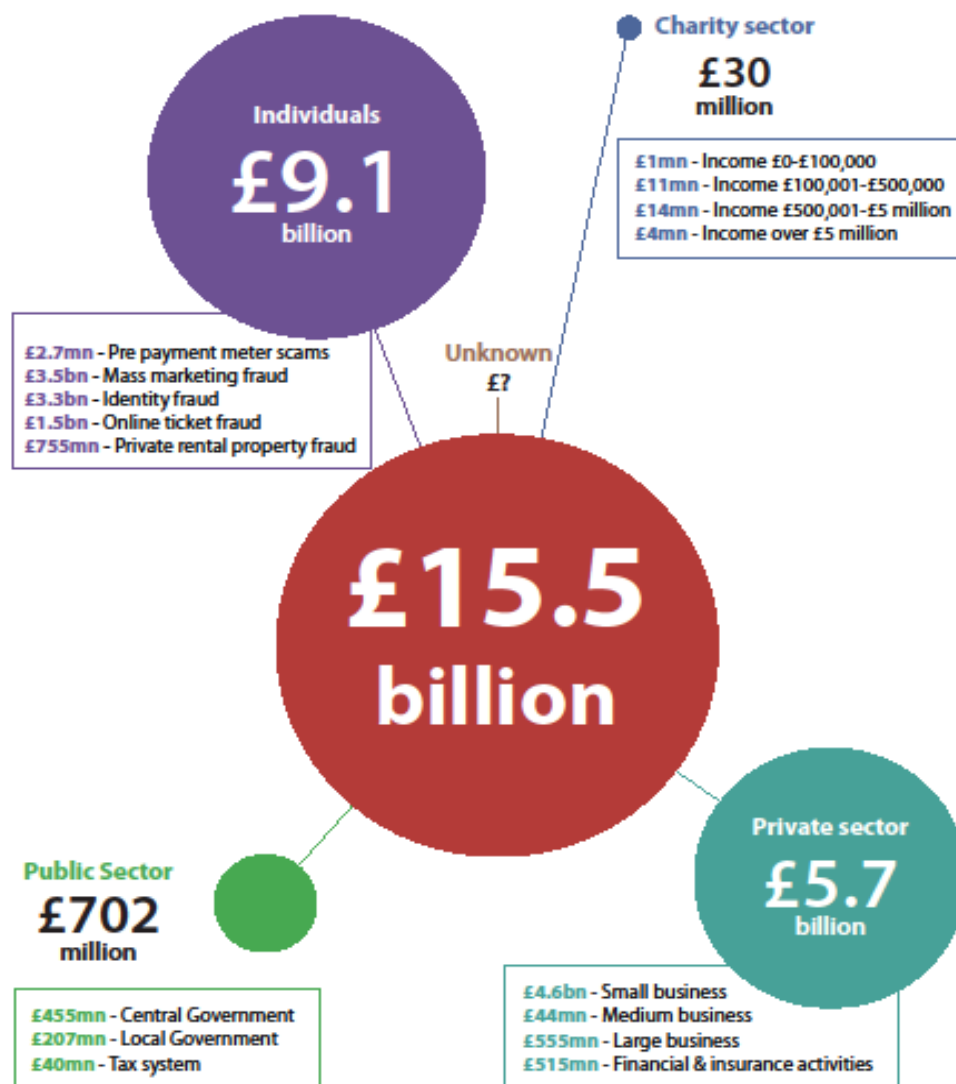 Charity sector
£30
million
£1mn - Income £0-£100,000
£11mn - Income £100,001-£500,000
£14mn - Income £500,001-£5 million
£4mn - Income over £5 million
Individuals
£9.1
billion
£2.7mn - Pre payment meter scams
£3.5bn - Mass marketing fraud
£3.3bn - Identity fraud
£1.5bn - Online ticket fraud
£755mn - Private rental property fraud
Unknown
£?
£15.5
billion
Public Sector
£702
million
£455mn - Central Government
£207mn - Local Government
£40mn - Tax system
Private sector
£5.7
billion
£4.6bn - Small business
£44mn - Medium business
£555mn - Large business
£515mn - Financial & insurance activities